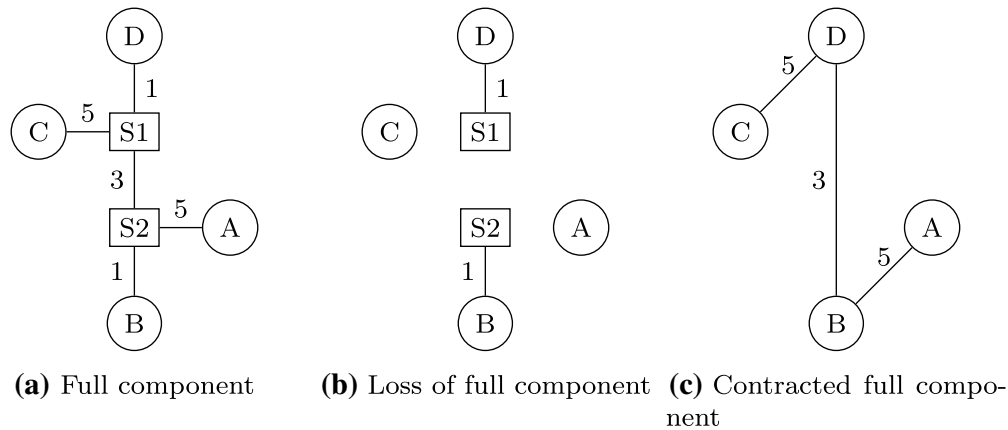 D
1
C
5
S1
3
S2
5
A
1
B
(a) Full component
D
1
C
S1
S2
A
1
B
(b) Loss of full component
D
5
C
3
A
5
B
(c) Contracted full compo-
nent